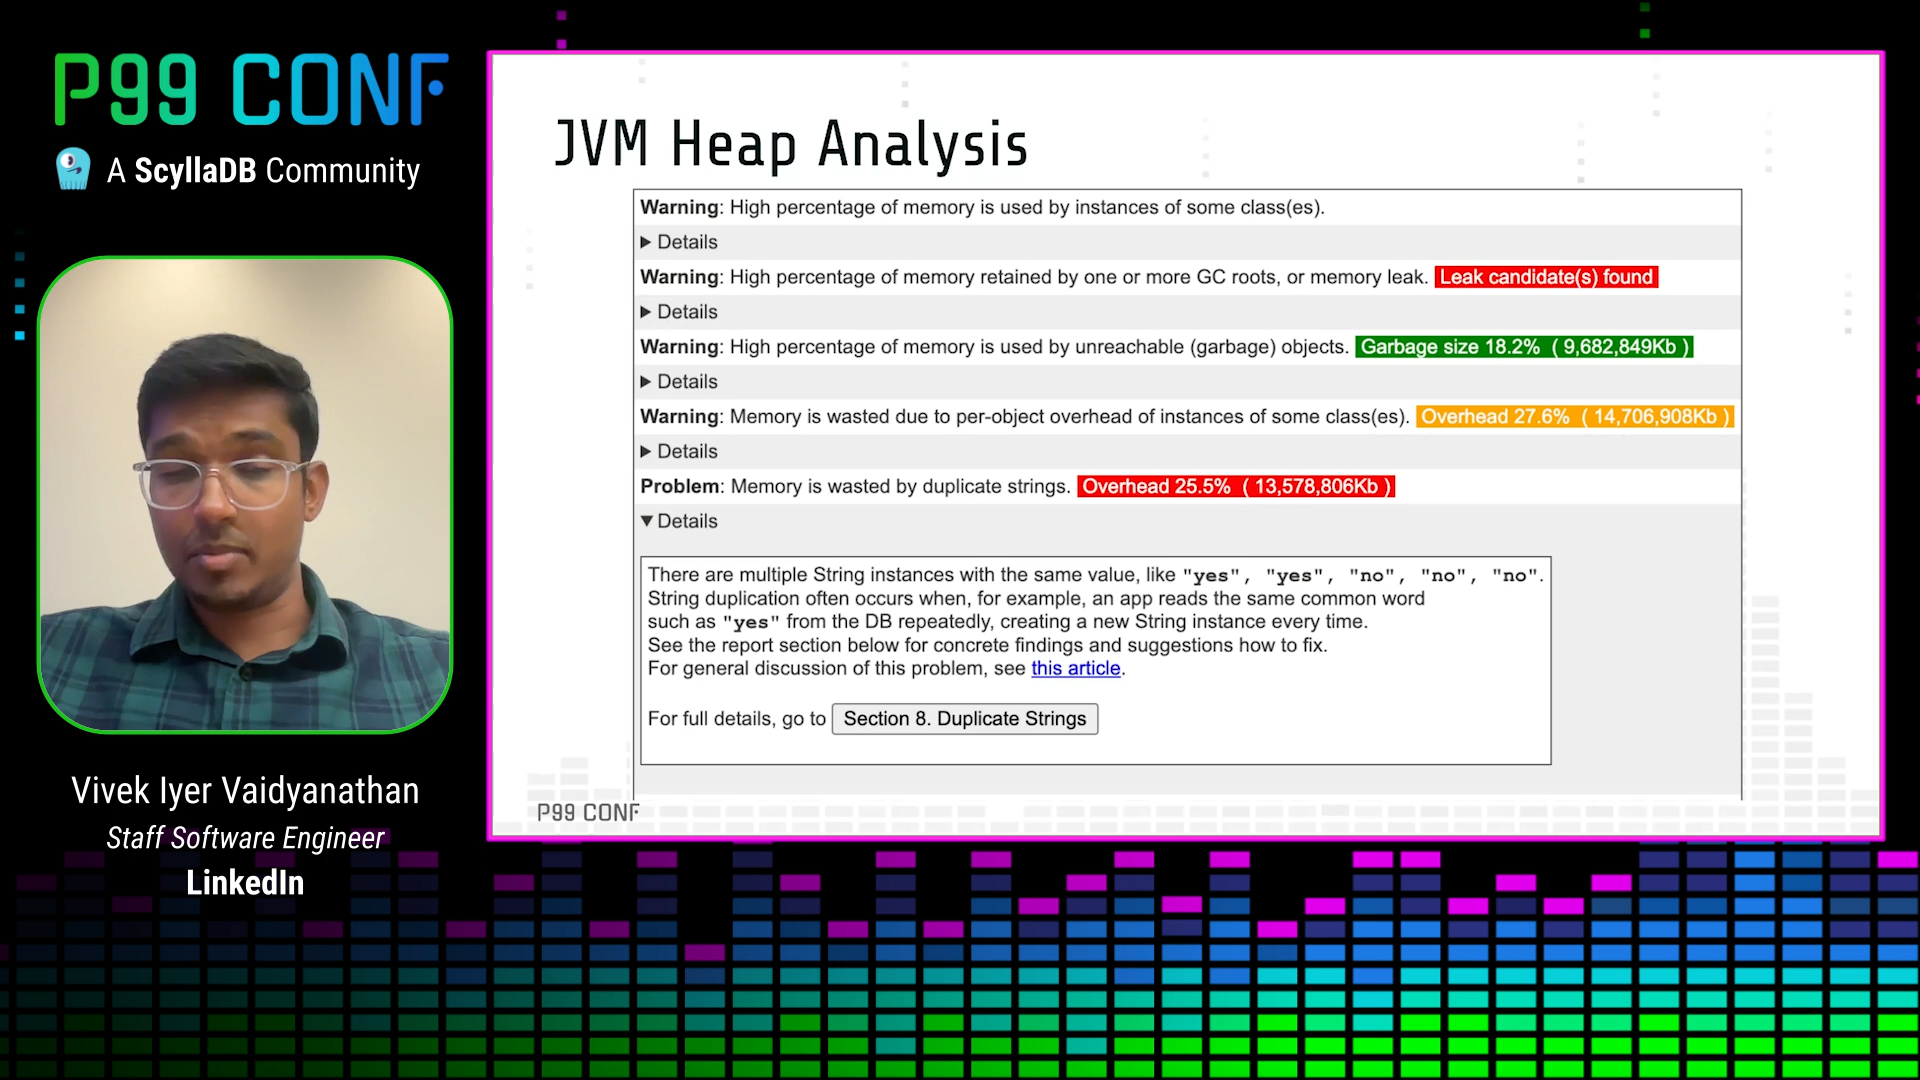 P99 CONF
A ScyllaDB Community
Vivek Iyer Vaidyanathan
Staff Software Engineer
LinkedIn
JVM Heap Analysis
Warning: High percentage of memory is used by instances of some class(es).
▶ Details
Warning: High percentage of memory retained by one or more GC roots, or memory leak. Leak candidate(s) found
▶ Details
Warning: High percentage of memory is used by unreachable (garbage) objects. Garbage size 18.2% ( 9,682,849Kb )
▶ Details
Warning: Memory is wasted due to per-object overhead of instances of some class(es). Overhead 27.6% ( 14,706,908Kb )
▶ Details
Problem: Memory is wasted by duplicate strings. Overhead 25.5% ( 13,578,806Kb )
▼ Details
There are multiple String instances with the same value, like "yes", "yes", "no", "no", "no".
String duplication often occurs when, for example, an app reads the same common word
such as "yes" from the DB repeatedly, creating a new String instance every time.
See the report section below for concrete findings and suggestions how to fix.
For general discussion of this problem, see this article.
For full details, go to Section 8. Duplicate Strings
P99 CONF